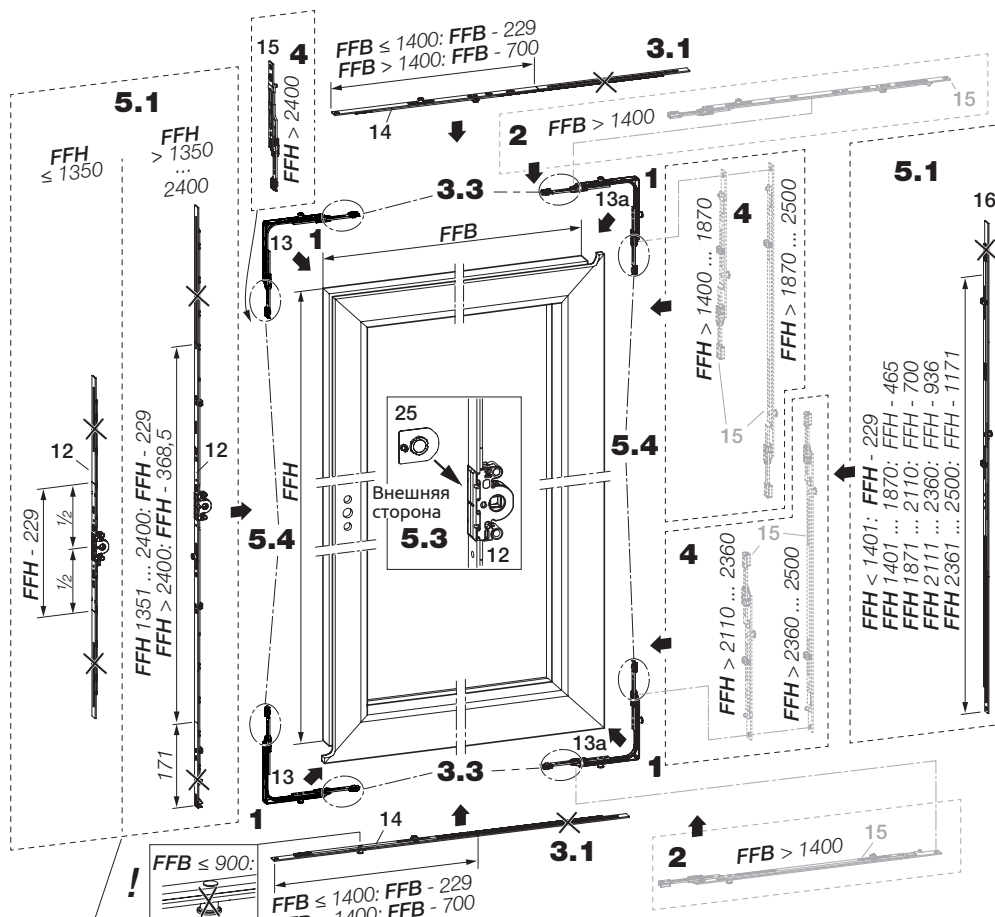 15
4
FFH > 2400
FFB ≤ 1400: FFB - 229
FFB > 1400: FFB - 700
3.1
14
2
FFB > 1400
15
5.1
FFH
≤ 1350
FFH
> 1350
...
2400
12
FFH - 229
1/2
1/2
FFH 1351 ... 2400: FFH - 229
FFH > 2400: FFH - 368,5
171
12
3.3
1
13
13a
1
FFB
FFH
5.4
5.4
25
Внешняя
сторона
5.3
12
4
FFH > 1400 ... 1870
FFH > 1870 ... 2500
15
4
15
FFH > 2110 ... 2360
FFH > 2360 ... 2500
5.1
16
FFH < 1401: FFH - 229
FFH 1401 ... 1870: FFH - 465
FFH 1871 ... 2110: FFH - 700
FFH 2111 ... 2360: FFH - 936
FFH 2361 ... 2500: FFH - 1171
13
1
3.3
13a
1
!
FFB ≤ 900:
14
3.1
FFB ≤ 1400: FFB - 229
1400: FFB - 700
2
FFB > 1400
15